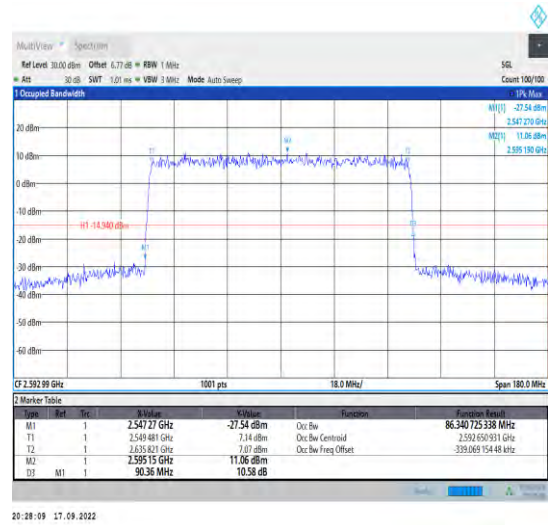 MultiView Spectrum
Ref Level 30.00 dBm Offset 6.77 dB RBW 1 MHz SGL
Att 30 dB SWT 1.01 ms VBW 3 MHz Mode Auto Sweep Count 100/100
1 Occupied Bandwidth 1Pk Max
M1[1] -27.54 dBm
2.547 270 GHz
20 dBm M2[1] 11.06 dBm
2.595 150 GHz
10 dBm
0 dBm
-10 dBm
H1 -14.940 dBm
-20 dBm
-30 dBm
-40 dBm
-50 dBm
-60 dBm
CF 2.592 99 GHz 1001 pts 18.0 MHz/ Span 180.0 MHz
2 Marker Table
Type Ref Trc X-Value Y-Value Function Function Result
M1 1 2.547 27 GHz -27.54 dBm Occ Bw 86.340 725 338 MHz
T1 1 2.549 481 GHz 7.14 dBm Occ Bw Centroid 2.592 650 931 GHz
T2 1 2.635 821 GHz 7.07 dBm Occ Bw Freq Offset -339.069 154 48 kHz
M2 1 2.595 15 GHz 11.06 dBm
D3 M1 1 90.36 MHz 10.58 dB
20:28:09 17.09.2022